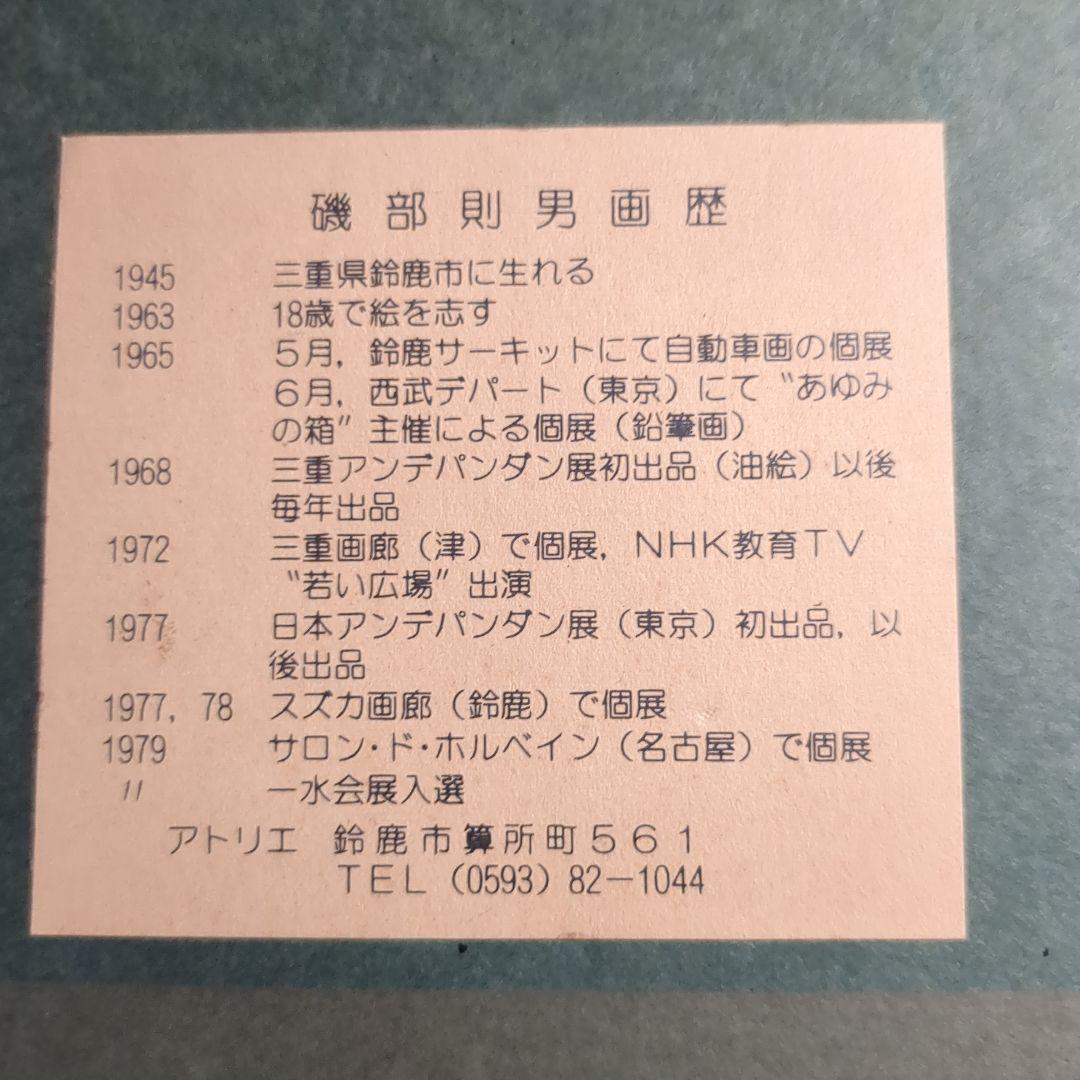 磯部則男画歴
1945 三重県鈴鹿市に生れる
1963 18歳で絵を志す
1965 5月，鈴鹿サーキットにて自動車画の個展
6月，西武デパート（東京）にて〝あゆみ
の箱〞主催による個展（鉛筆画）
1968 三重アンデパンダン展初出品（油絵）以後
毎年出品
1972 三重画廊（津）で個展，NHK教育TV
〝若い広場〞出演
1977 日本アンデパンダン展（東京）初出品，以
後出品
1977，78 スズカ画廊（鈴鹿）で個展
1979 サロン・ド・ホルベイン（名古屋）で個展
〃 一水会展入選
アトリエ 鈴鹿市算所町561
TEL（0593）82－1044